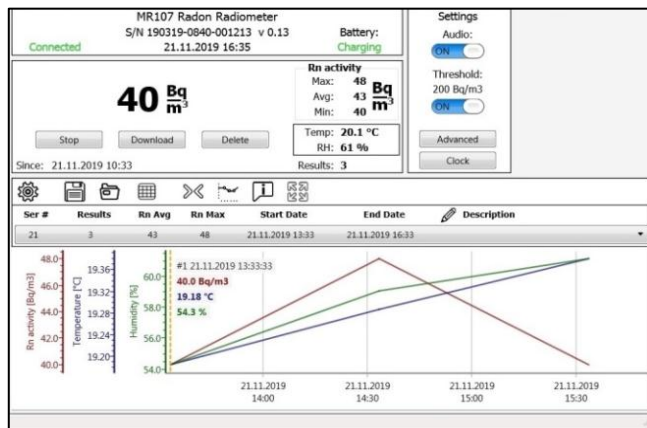 MR107 Radon Radiometer
S/N 190319-0840-001213 v 0.13
Battery:
Connected
21.11.2019 16:35
Charging
Settings
Audio:
ON
Threshold:
200 Bq/m3
ON
Advanced
Clock
40 Bq/m³
Rn activity
Max: 48
Avg: 43
Min: 40
Bq/m³
Temp: 20.1 °C
RH: 61 %
Stop
Download
Delete
Since: 21.11.2019 10:33
Results: 3
Ser # Results Rn Avg Rn Max Start Date End Date Description
21 3 43 48 21.11.2019 13:33 21.11.2019 16:33
Rn activity [Bq/m3]
48.0
46.0
44.0
42.0
40.0
Temperature [°C]
19.36
19.32
19.28
19.24
19.20
Humidity [%]
60.0
58.0
56.0
54.0
#1 21.11.2019 13:33:33
40.0 Bq/m3
19.18 °C
54.3 %
21.11.2019
14:00
21.11.2019
14:30
21.11.2019
15:00
21.11.2019
15:30